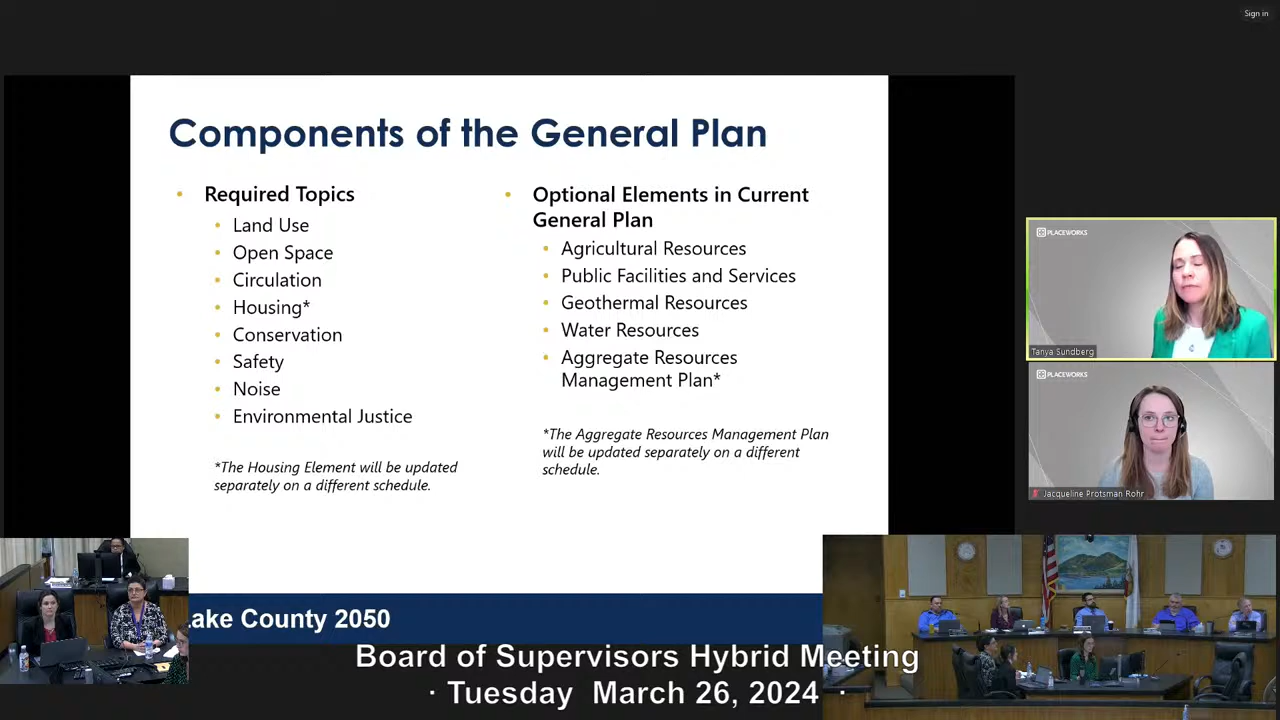 Sign in
Components of the General Plan
• Required Topics
• Land Use
• Open Space
• Circulation
• Housing*
• Conservation
• Safety
• Noise
• Environmental Justice
*The Housing Element will be updated
separately on a different schedule.
• Optional Elements in Current
General Plan
• Agricultural Resources
• Public Facilities and Services
• Geothermal Resources
• Water Resources
• Aggregate Resources
Management Plan*
*The Aggregate Resources Management Plan
will be updated separately on a different
schedule.
PLACEWORKS
Tanya Sundberg
PLACEWORKS
Jacqueline Protsman Rohr
Lake County 2050
Board of Supervisors Hybrid Meeting
· Tuesday March 26, 2024 ·